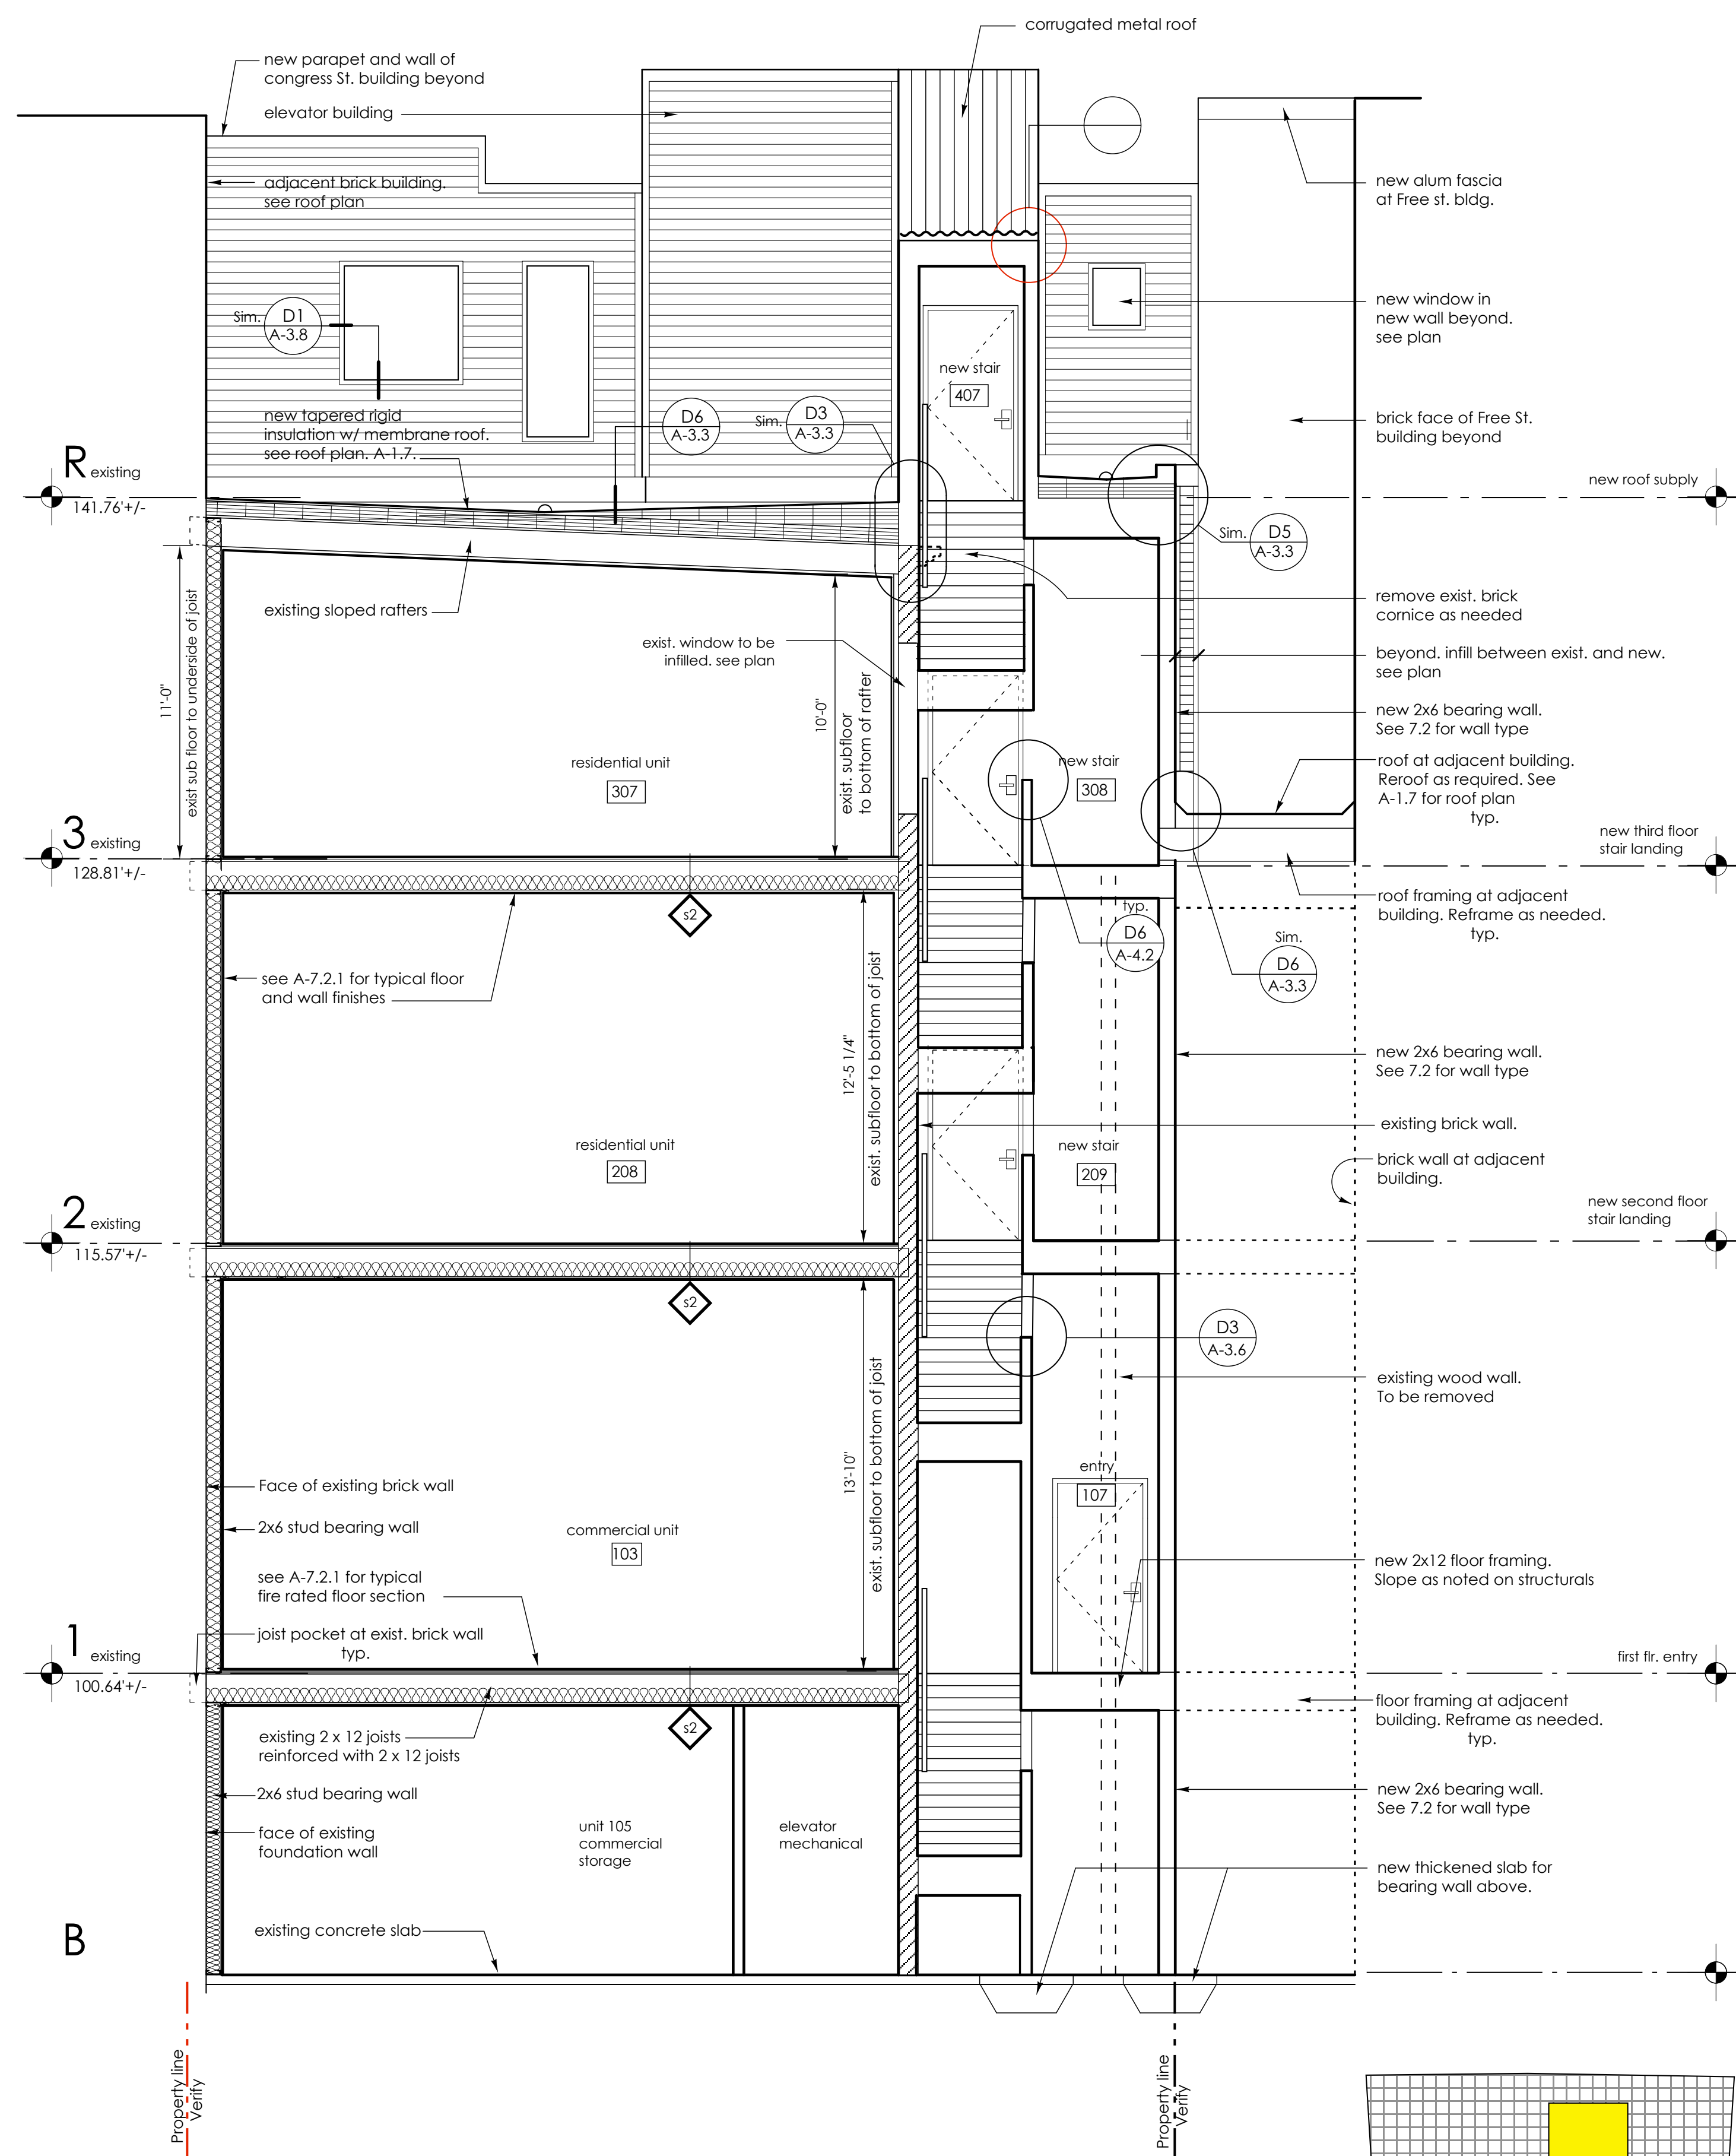 corrugated metal roof
new parapet and wall of
congress St. building beyond
elevator building
adjacent brick building.
see roof plan
new alum fascia
at Free st. bldg.
new window in
new wall beyond.
see plan
Sim.
D1
A-3.8
new stair
407
new tapered rigid
insulation w/ membrane roof.
see roof plan. A-1.7.
D6
A-3.3
Sim.
D3
A-3.3
brick face of Free St.
building beyond
R existing
141.76'+/-
new roof subply
Sim.
D5
A-3.3
existing sloped rafters
remove exist. brick
cornice as needed
exist. window to be
infilled. see plan
beyond. infill between exist. and new.
see plan
11'-0"
exist sub floor to underside of joist
10'-0"
exist. subfloor
to bottom of rafter
new 2x6 bearing wall.
See 7.2 for wall type
residential unit
307
new stair
308
roof at adjacent building.
Reroof as required. See
A-1.7 for roof plan
typ.
3 existing
128.81'+/-
new third floor
stair landing
s2
typ.
D6
A-4.2
roof framing at adjacent
building. Reframe as needed.
typ.
Sim.
D6
A-3.3
see A-7.2.1 for typical floor
and wall finishes
12'-5 1/4"
exist. subfloor to bottom of joist
new 2x6 bearing wall.
See 7.2 for wall type
existing brick wall.
residential unit
208
new stair
209
brick wall at adjacent
building.
2 existing
115.57'+/-
new second floor
stair landing
s2
D3
A-3.6
existing wood wall.
To be removed
13'-10"
exist. subfloor to bottom of joist
entry
107
Face of existing brick wall
2x6 stud bearing wall
commercial unit
103
see A-7.2.1 for typical
fire rated floor section
new 2x12 floor framing.
Slope as noted on structurals
joist pocket at exist. brick wall
typ.
1 existing
100.64'+/-
first flr. entry
floor framing at adjacent
building. Reframe as needed.
typ.
s2
existing 2 x 12 joists
reinforced with 2 x 12 joists
2x6 stud bearing wall
new 2x6 bearing wall.
See 7.2 for wall type
unit 105
commercial
storage
elevator
mechanical
face of existing
foundation wall
new thickened slab for
bearing wall above.
existing concrete slab
B
Property line
Verify
Property line
Verify